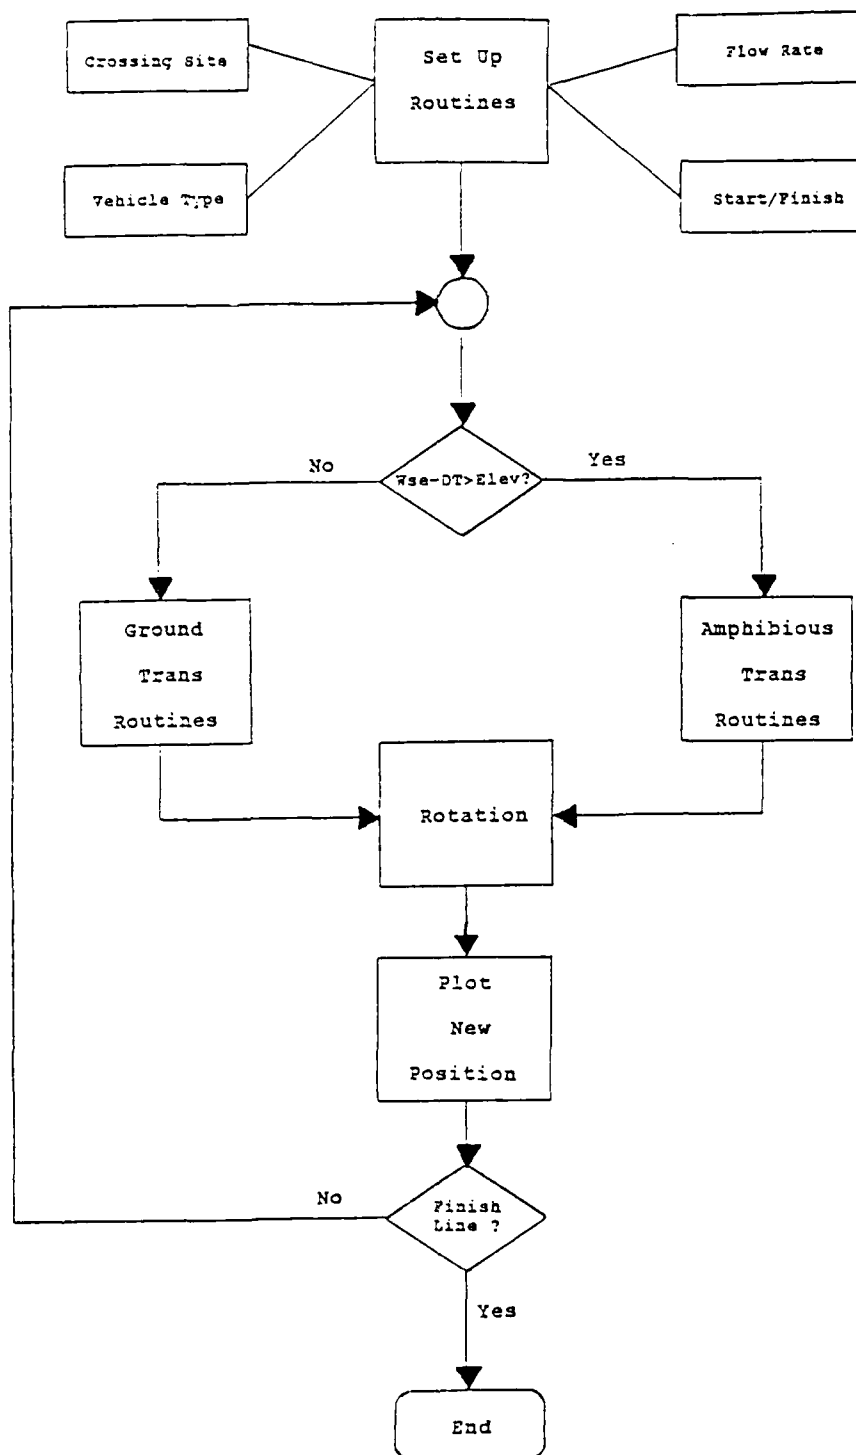 Crossing Site
Set Up
Routines
Flow Rate
Vehicle Type
Start/Finish
Wse-DT>Elev?
No
Yes
Ground
Trans
Routines
Amphibious
Trans
Routines
Rotation
Plot
New
Position
Finish
Line ?
No
Yes
End